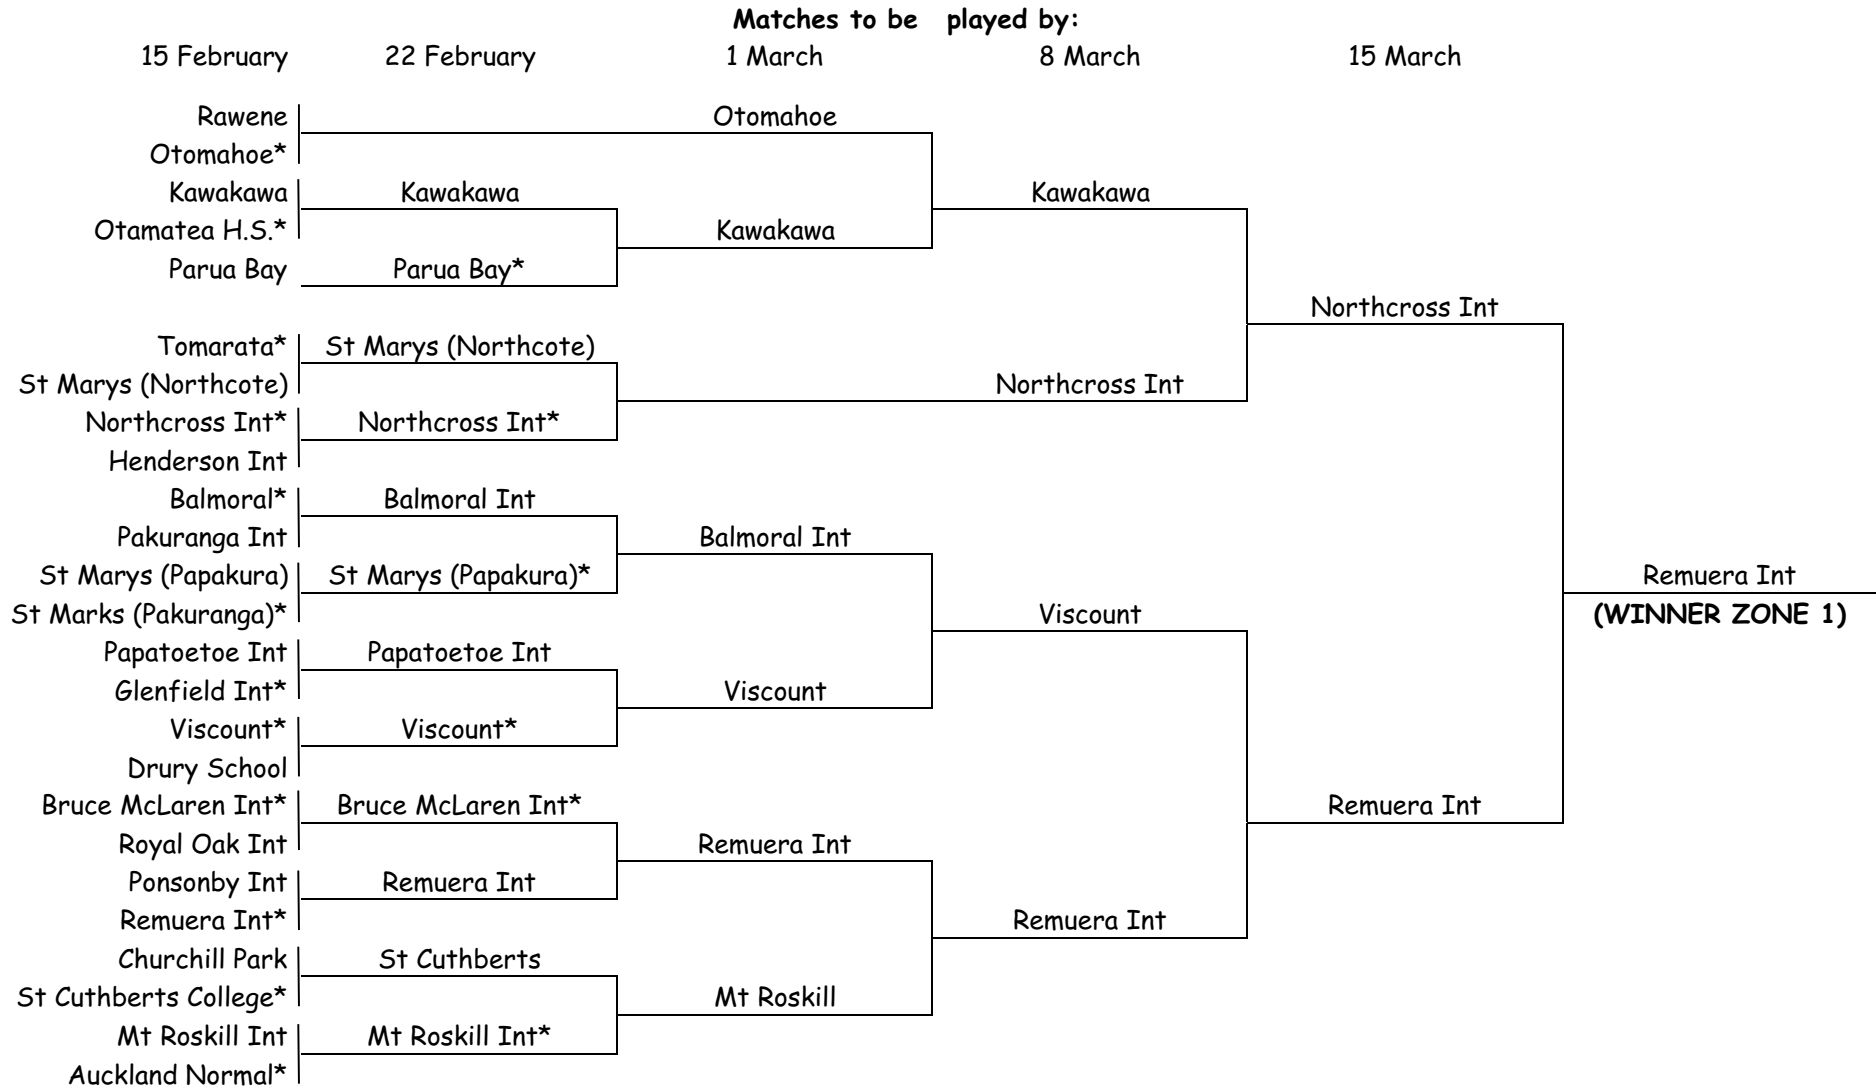 Matches to be played by:
15 February 22 February 1 March 8 March 15 March
Rawene Otomahoe
Otomahoe*
Kawakawa Kawakawa Kawakawa
Otamatea H.S.* Kawakawa
Parua Bay Parua Bay*
Northcross Int
Tomarata* St Marys (Northcote)
St Marys (Northcote) Northcross Int
Northcross Int* Northcross Int*
Henderson Int
Balmoral* Balmoral Int
Pakuranga Int Balmoral Int
St Marys (Papakura) St Marys (Papakura)* Remuera Int
St Marks (Pakuranga)* Viscount (WINNER ZONE 1)
Papatoetoe Int Papatoetoe Int
Glenfield Int* Viscount
Viscount* Viscount*
Drury School
Bruce McLaren Int* Bruce McLaren Int* Remuera Int
Royal Oak Int Remuera Int
Ponsonby Int Remuera Int
Remuera Int* Remuera Int
Churchill Park St Cuthberts
St Cuthberts College* Mt Roskill
Mt Roskill Int Mt Roskill Int*
Auckland Normal*